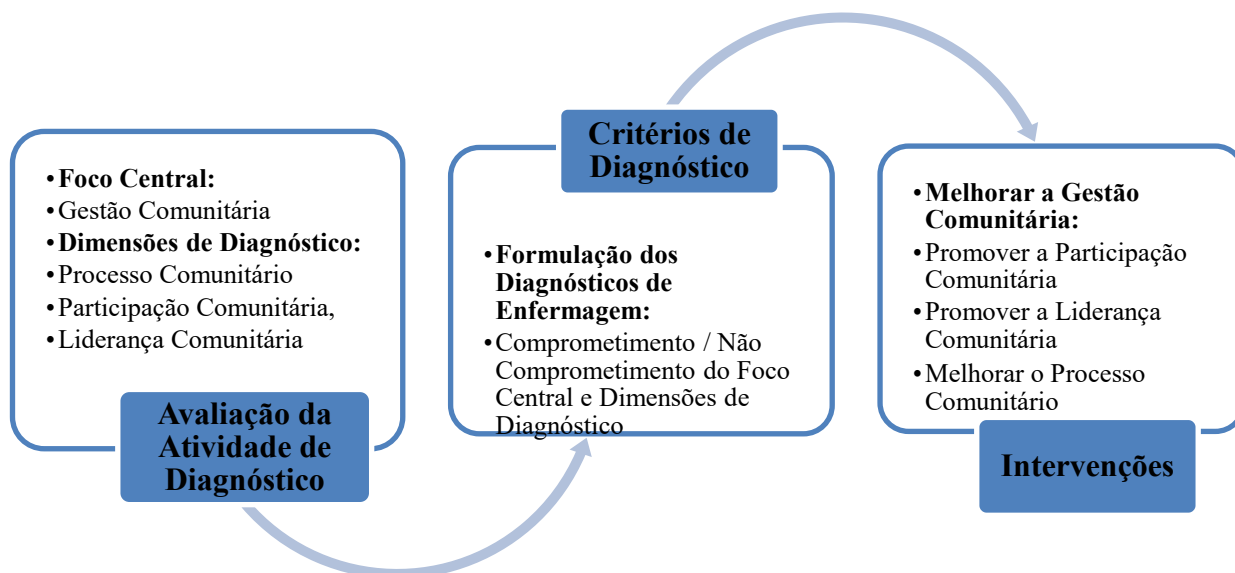 •Foco Central:
•Gestão Comunitária
•Dimensões de Diagnóstico:
•Processo Comunitário
•Participação Comunitária,
•Liderança Comunitária
Avaliação da
Atividade de
Diagnóstico
Critérios de
Diagnóstico
•Formulação dos
Diagnósticos de
Enfermagem:
•Comprometimento / Não
Comprometimento do Foco
Central e Dimensões de
Diagnóstico
•Melhorar a Gestão
Comunitária:
•Promover a Participação
Comunitária
•Promover a Liderança
Comunitária
•Melhorar o Processo
Comunitário
Intervenções